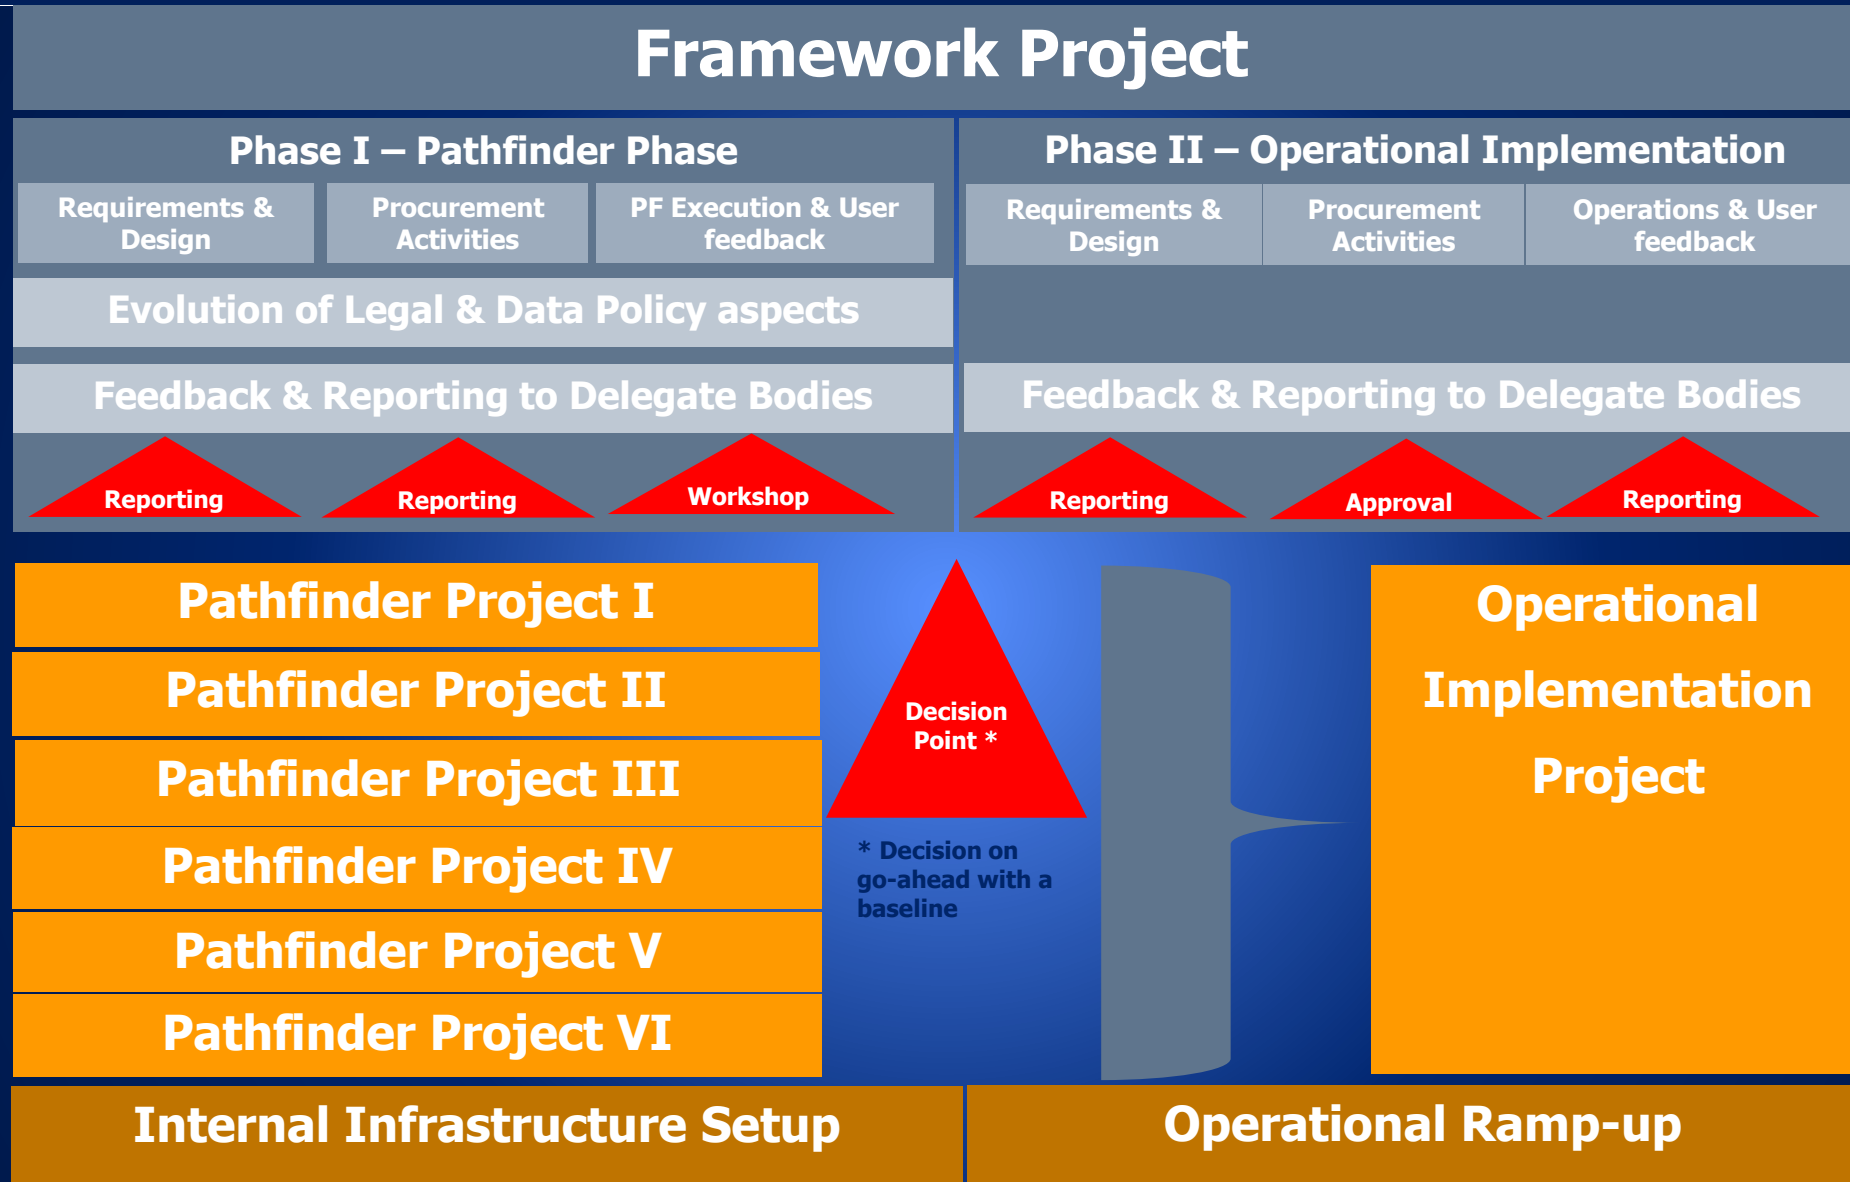 Framework Project
Phase I – Pathfinder Phase
Requirements &
Design
Procurement
Activities
PF Execution & User
feedback
Evolution of Legal & Data Policy aspects
Feedback & Reporting to Delegate Bodies
Reporting
Reporting
Workshop
Phase II – Operational Implementation
Requirements &
Design
Procurement
Activities
Operations & User
feedback
Feedback & Reporting to Delegate Bodies
Reporting
Approval
Reporting
Pathfinder Project I
Pathfinder Project II
Pathfinder Project III
Pathfinder Project IV
Pathfinder Project V
Pathfinder Project VI
Decision
Point *
* Decision on
go-ahead with a
baseline
Operational
Implementation
Project
Internal Infrastructure Setup
Operational Ramp-up